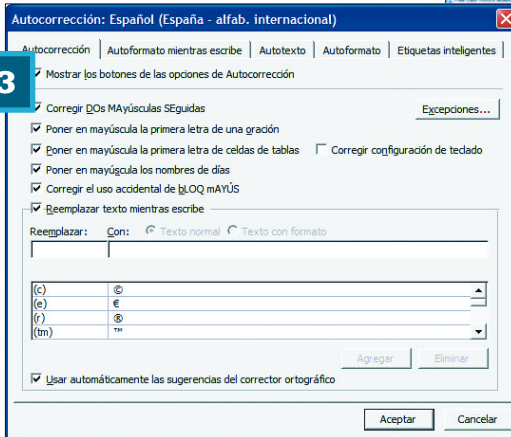 Autocorrección: Español (España - alfab. internacional)
Autocorrección Autoformato mientras escribe Autotexto Autoformato Etiquetas inteligentes
3
Mostrar los botones de las opciones de Autocorrección
Corregir DOs MAyúsculas SEguidas Excepciones...
Poner en mayúscula la primera letra de una oración
Poner en mayúscula la primera letra de celdas de tablas Corregir configuración de teclado
Poner en mayúscula los nombres de días
Corregir el uso accidental de bLOQ mAYÚS
Reemplazar texto mientras escribe
Reemplazar: Con: Texto normal Texto con formato
(c) ©
(e) €
(r) ®
(tm) ™
Agregar Eliminar
Usar automáticamente las sugerencias del corrector ortográfico
Aceptar Cancelar